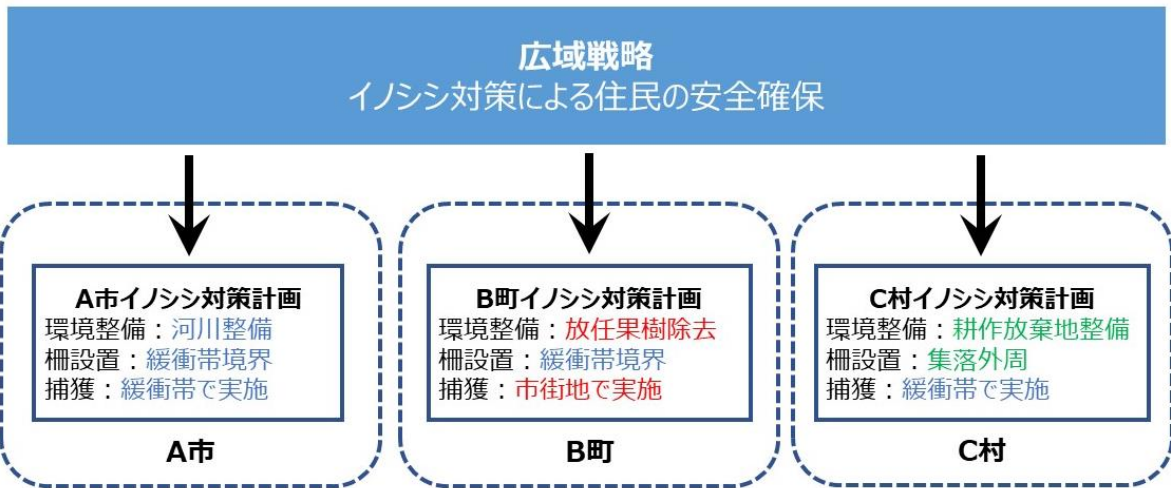 広域戦略
イノシシ対策による住民の安全確保
A市イノシシ対策計画
環境整備：河川整備
柵設置：緩衝帯境界
捕獲：緩衝帯で実施
A市
B町イノシシ対策計画
環境整備：放任果樹除去
柵設置：緩衝帯境界
捕獲：市街地で実施
B町
C村イノシシ対策計画
環境整備：耕作放棄地整備
柵設置：集落外周
捕獲：緩衝帯で実施
C村